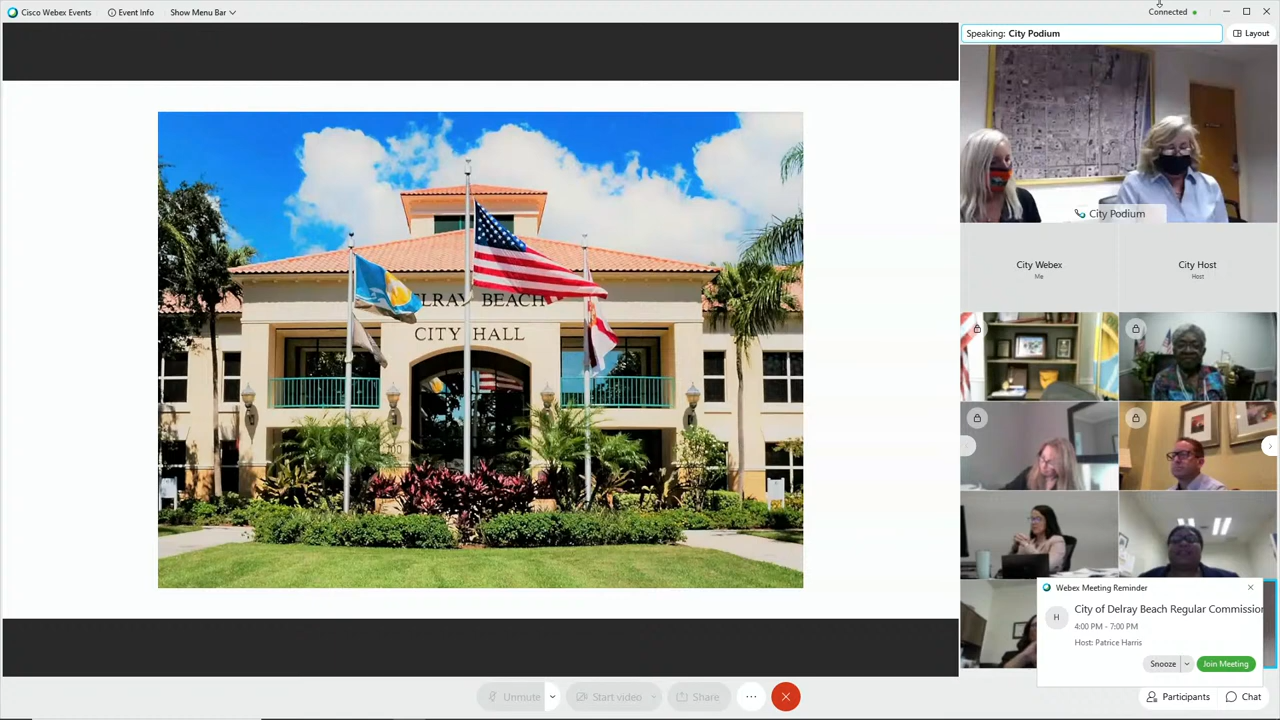 Cisco Webex Events
Event Info
Show Menu Bar
Connected
Speaking: City Podium
Layout
City Podium
City Webex
Me
City Host
Host
ELRAY BEACH
CITY HALL
100
Webex Meeting Reminder
City of Delray Beach Regular Commission
H
4:00 PM - 7:00 PM
Host: Patrice Harris
Snooze
Join Meeting
Unmute
Start video
Share
Participants
Chat